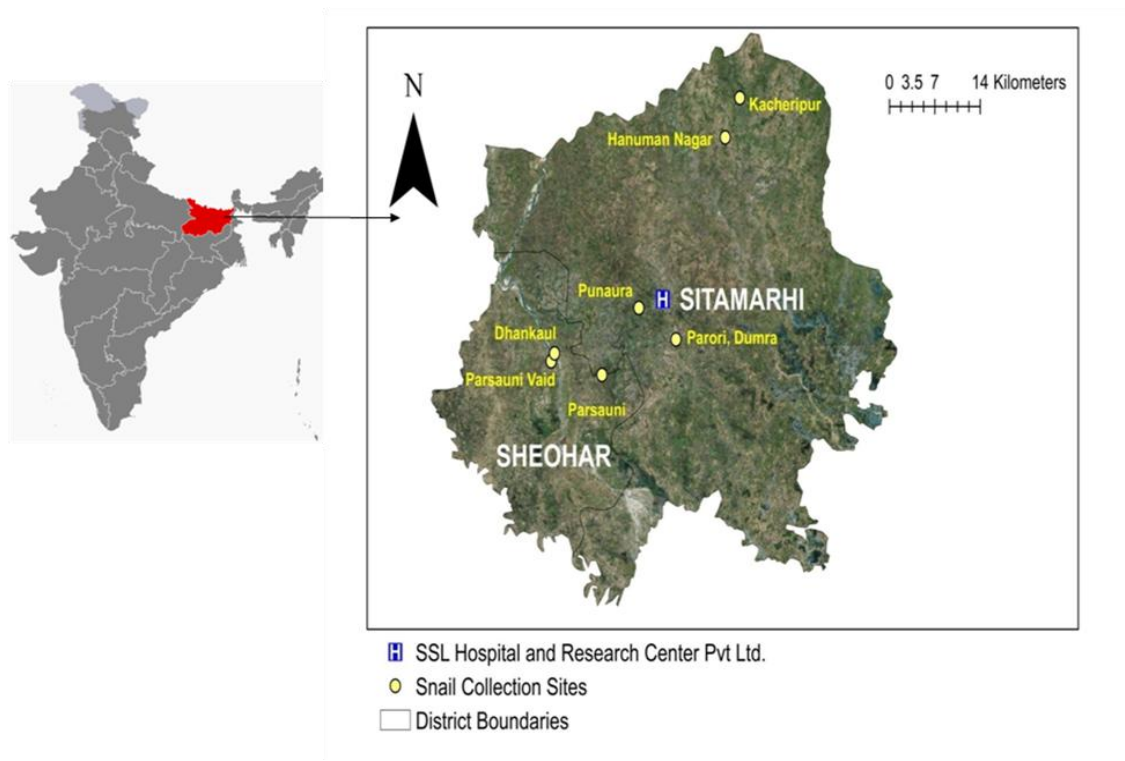 N
0 3.5 7 14 Kilometers
Kacheripur
Hanuman Nagar
Punaura
H SITAMARHI
Dhankaul
Parori, Dumra
Parsauni Vaid
Parsauni
SHEOHAR
H SSL Hospital and Research Center Pvt Ltd.
Snail Collection Sites
District Boundaries